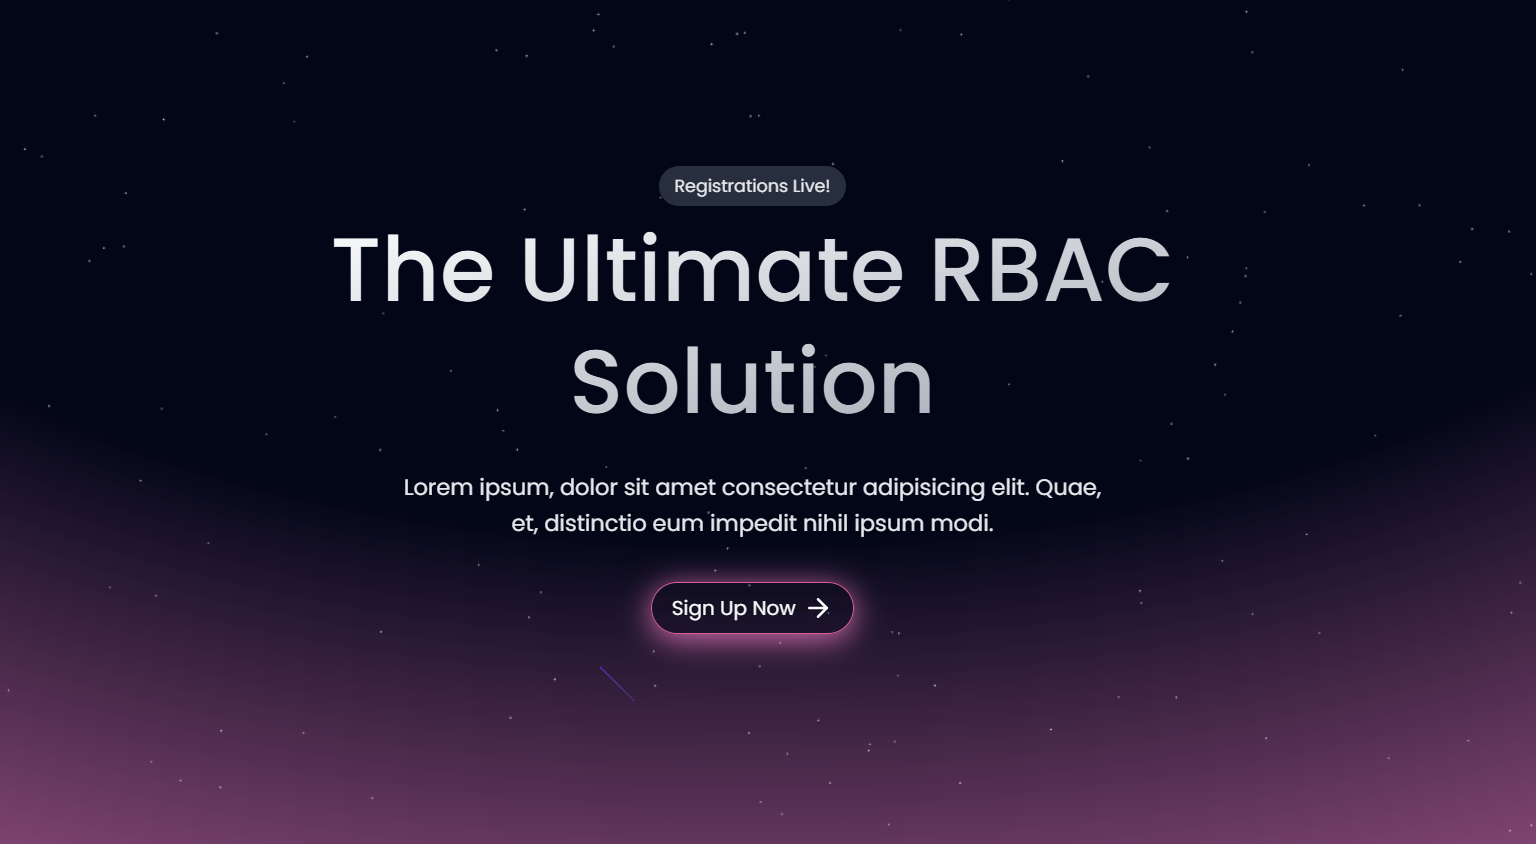 Registrations Live!
The Ultimate RBAC
Solution
Lorem ipsum, dolor sit amet consectetur adipisicing elit. Quae,
et, distinctio eum impedit nihil ipsum modi.
Sign Up Now